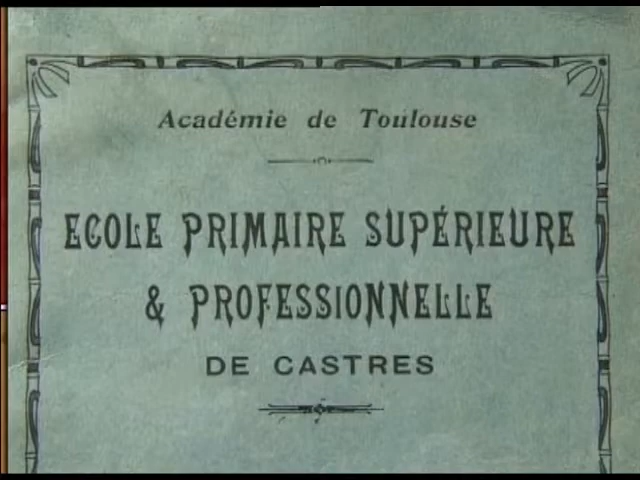 Académie de Toulouse
ECOLE PRIMAIRE SUPÉRIEURE
& PROFESSIONNELLE
DE CASTRES